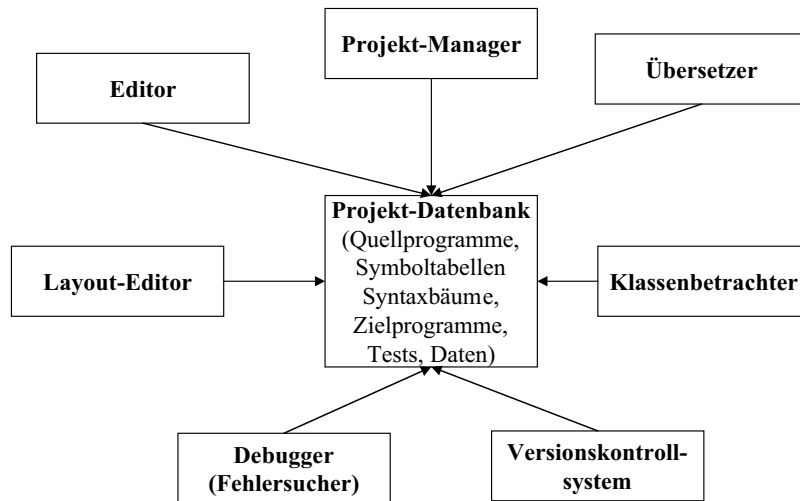 Projekt-Manager
Editor
Übersetzer
Projekt-Datenbank
(Quellprogramme,
Symboltabellen
Syntaxbäume,
Zielprogramme,
Tests, Daten)
Layout-Editor
Klassenbetrachter
Debugger
(Fehlersucher)
Versionskontroll-
system